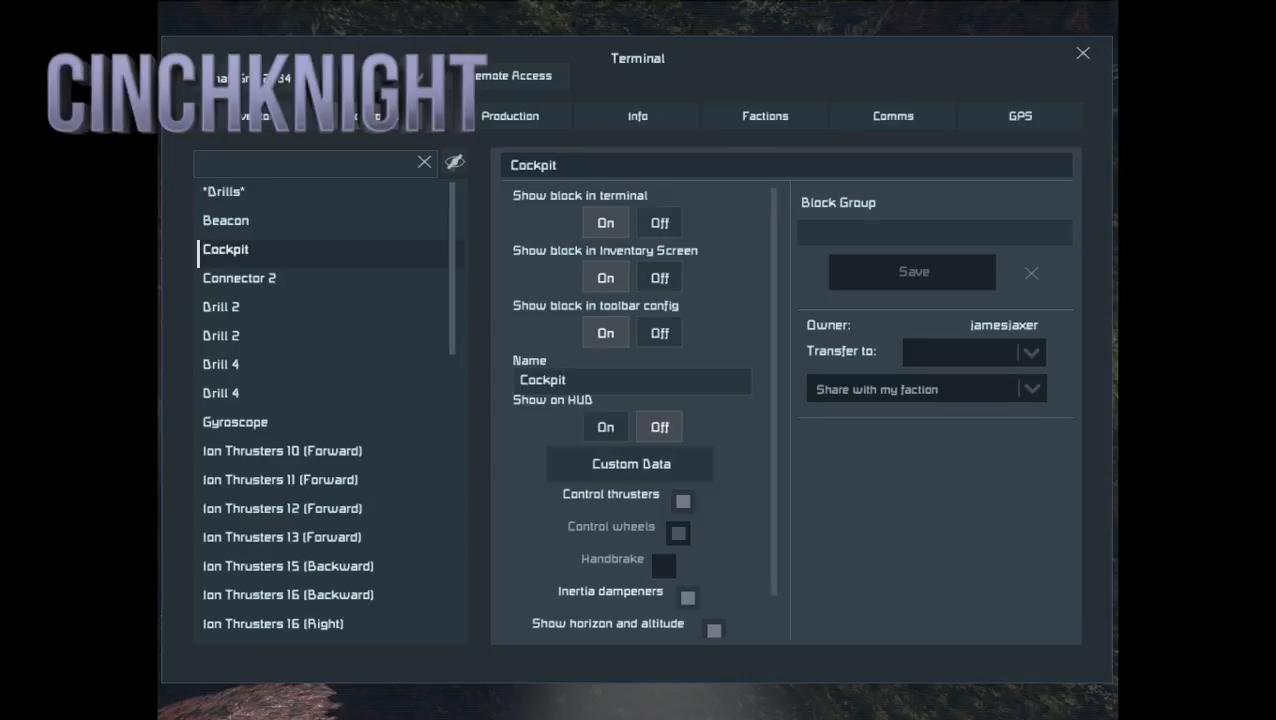 Terminal
CINCHKNIGHT
emote Access
Production
Info
Factions
Comms
GPS
*Drills*
Beacon
Cockpit
Connector 2
Drill 2
Drill 2
Drill 4
Drill 4
Gyroscope
Ion Thrusters 10 (Forward)
Ion Thrusters 11 (Forward)
Ion Thrusters 12 (Forward)
Ion Thrusters 13 (Forward)
Ion Thrusters 15 (Backward)
Ion Thrusters 16 (Backward)
Ion Thrusters 16 (Right)
Cockpit
Show block in terminal
On Off
Show block in Inventory Screen
On Off
Show block in toolbar config
On Off
Name
Cockpit
Show on HUD
On Off
Custom Data
Control thrusters
Control wheels
Handbrake
Inertia dampeners
Show horizon and altitude
Block Group
Save
Owner: jamesjaxer
Transfer to:
Share with my faction